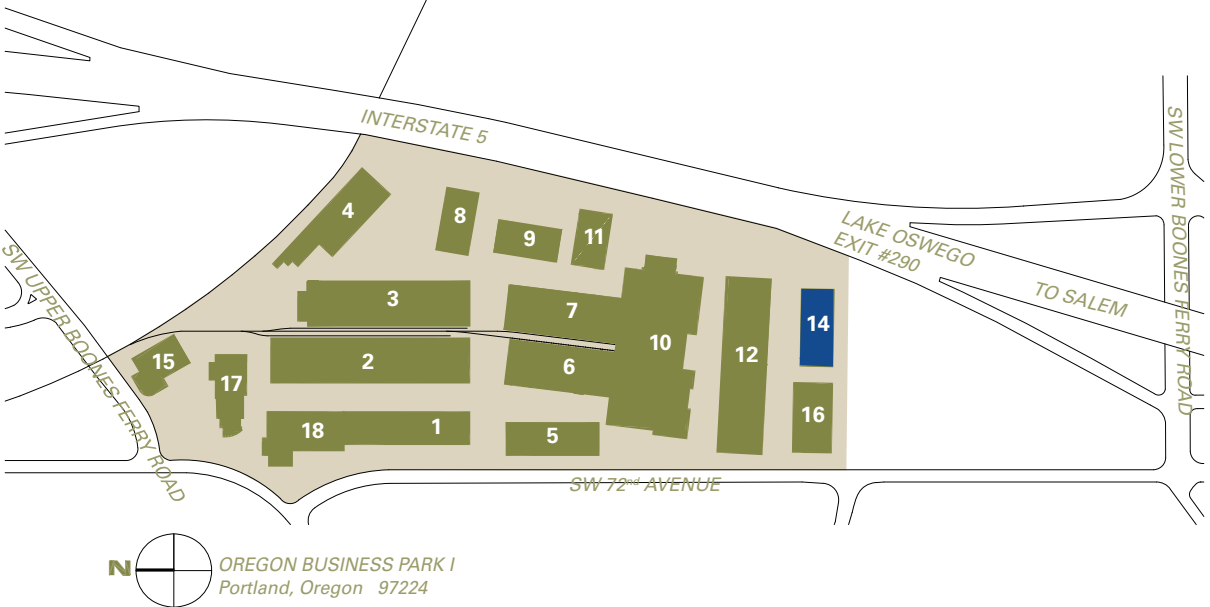 INTERSTATE 5
SW LOWER BOONES FERRY ROAD
4
8
9
11
LAKE OSWEGO
EXIT #290
SW UPPER BOONES FERRY ROAD
TO SALEM
3
7
14
10
12
15
2
6
17
16
18
1
5
SW 72nd AVENUE
N
OREGON BUSINESS PARK I
Portland, Oregon 97224